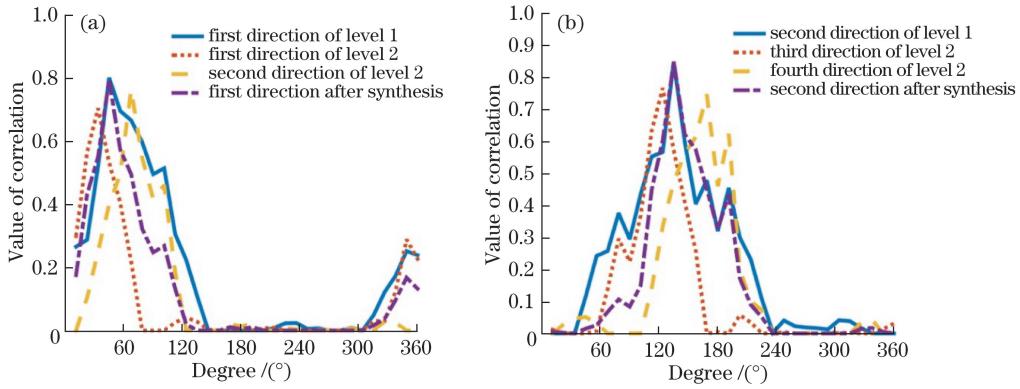 (a)
first direction of level 1
first direction of level 2
second direction of level 2
first direction after synthesis
Value of correlation
1.0
0.8
0.6
0.4
0.2
0
60
120
180
240
300
360
Degree /(°)
(b)
second direction of level 1
third direction of level 2
fourth direction of level 2
second direction after synthesis
Value of correlation
1.0
0.9
0.8
0.7
0.6
0.5
0.4
0.3
0.2
0.1
0
60
120
180
240
300
360
Degree /(°)